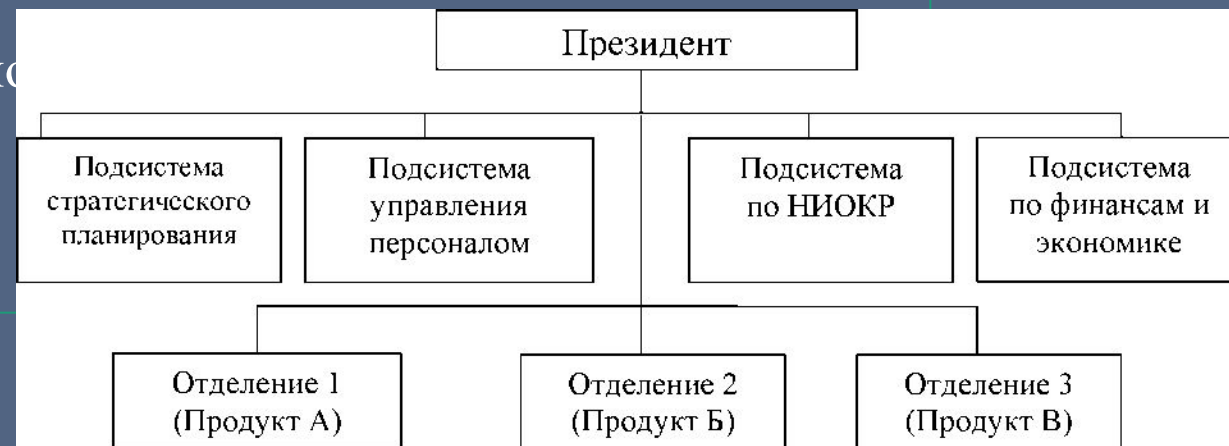 Президент
Подсистема
стратегического
планирования
Подсистема
управления
персоналом
Подсистема
по НИОКР
Подсистема
по финансам и
экономике
Отделение 1
(Продукт А)
Отделение 2
(Продукт Б)
Отделение 3
(Продукт В)